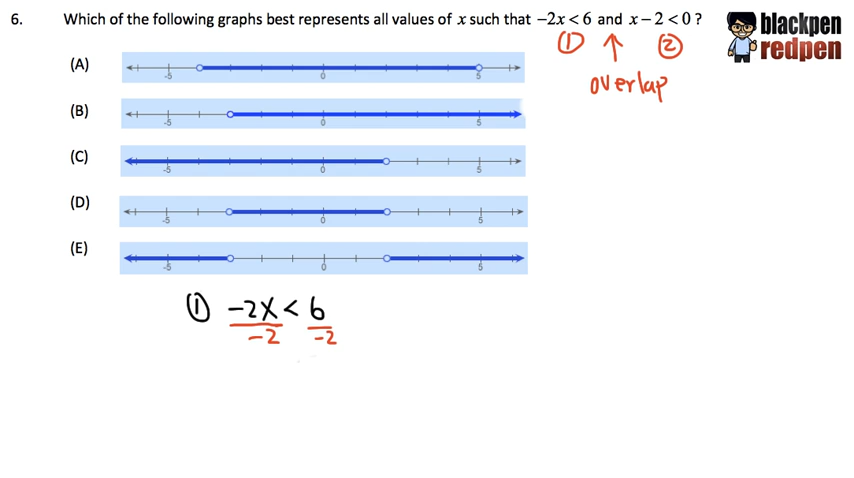 6. Which of the following graphs best represents all values of x such that −2x < 6 and x − 2 < 0 ?
blackpen
redpen
① ②
overlap
(A)
-5 0 5
(B)
-5 0 5
(C)
-5 0 5
(D)
-5 0 5
(E)
-5 0 5
① -2x < 6
-2 -2